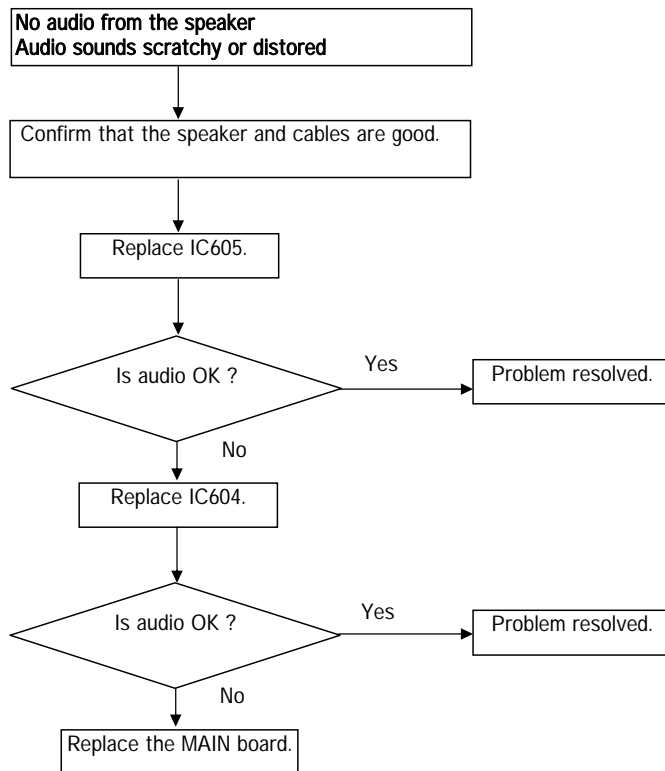 No audio from the speaker
Audio sounds scratchy or distored
Confirm that the speaker and cables are good.
Replace IC605.
Is audio OK ?
Yes
Problem resolved.
No
Replace IC604.
Is audio OK ?
Yes
Problem resolved.
No
Replace the MAIN board.